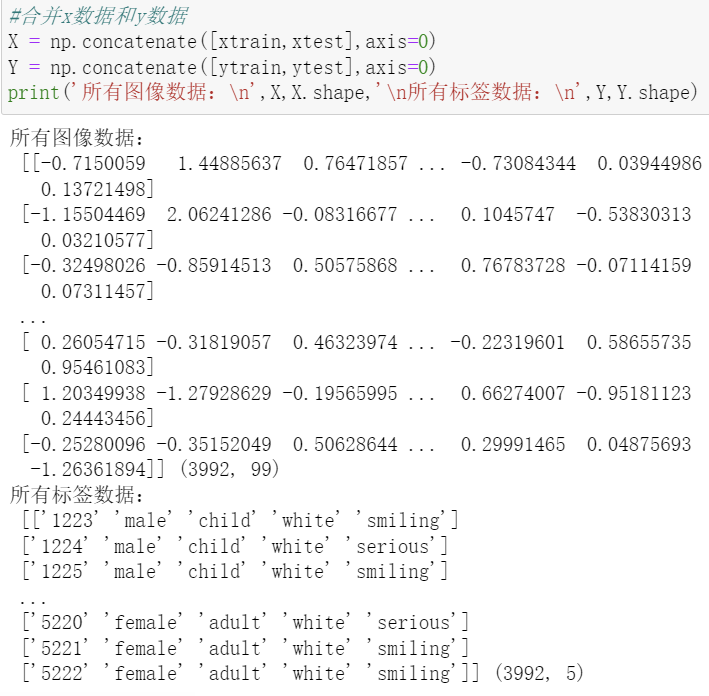 #合并x数据和y数据
X = np.concatenate([xtrain,xtest],axis=0)
Y = np.concatenate([ytrain,ytest],axis=0)
print('所有图像数据：\n',X,X.shape,'\n所有标签数据：\n',Y,Y.shape)
所有图像数据：
[[-0.7150059   1.44885637  0.76471857 ... -0.73084344  0.03944986
0.13721498]
[-1.15504469  2.06241286 -0.08316677 ...  0.1045747  -0.53830313
0.03210577]
[-0.32498026 -0.85914513  0.50575868 ...  0.76783728 -0.07114159
0.07311457]
...
[ 0.26054715 -0.31819057  0.46323974 ... -0.22319601  0.58655735
0.95461083]
[ 1.20349938 -1.27928629 -0.19565995 ...  0.66274007 -0.95181123
0.24443456]
[-0.25280096 -0.35152049  0.50628644 ...  0.29991465  0.04875693
-1.26361894]] (3992, 99)
所有标签数据：
[['1223' 'male' 'child' 'white' 'smiling']
['1224' 'male' 'child' 'white' 'serious']
['1225' 'male' 'child' 'white' 'smiling']
...
['5220' 'female' 'adult' 'white' 'serious']
['5221' 'female' 'adult' 'white' 'smiling']
['5222' 'female' 'adult' 'white' 'smiling']] (3992, 5)